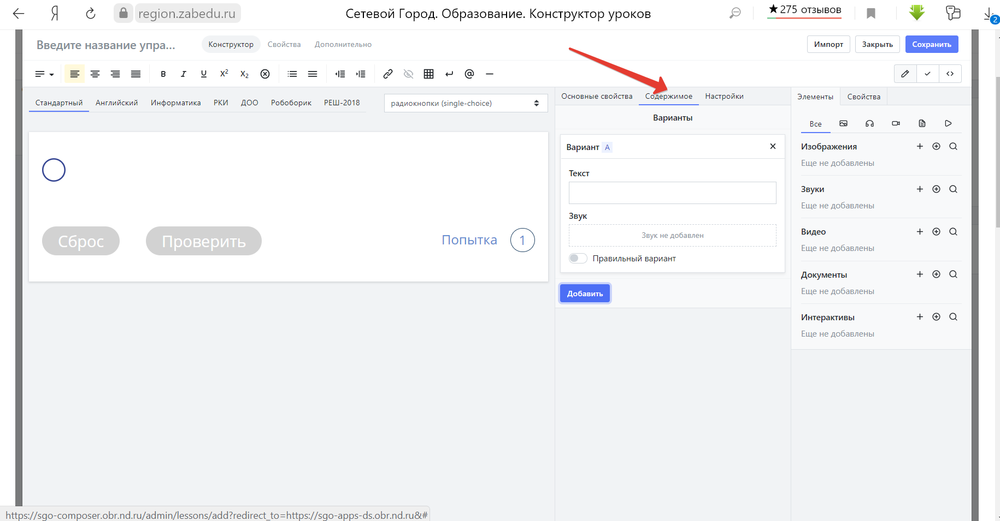 region.zabedu.ru
Сетевой Город. Образование. Конструктор уроков
★ 275 отзывов
2
Введите название упра...
Конструктор
Свойства
Дополнительно
Импорт
Закрыть
Сохранить
B I U X² X₂
Стандартный
Английский
Информатика
РКИ
ДОО
Робоборик
РЕШ-2018
радиокнопки (single-choice)
Сброс
Проверить
Попытка 1
Основные свойства
Содержимое
Настройки
Варианты
Вариант A
Текст
Звук
Звук не добавлен
Правильный вариант
Добавить
Элементы
Свойства
Все
Изображения
Еще не добавлены
Звуки
Еще не добавлены
Видео
Еще не добавлены
Документы
Еще не добавлены
Интерактивы
Еще не добавлены
https://sgo-composer.obr.nd.ru/admin/lessons/add?redirect_to=https://sgo-apps-ds.obr.nd.ru&#